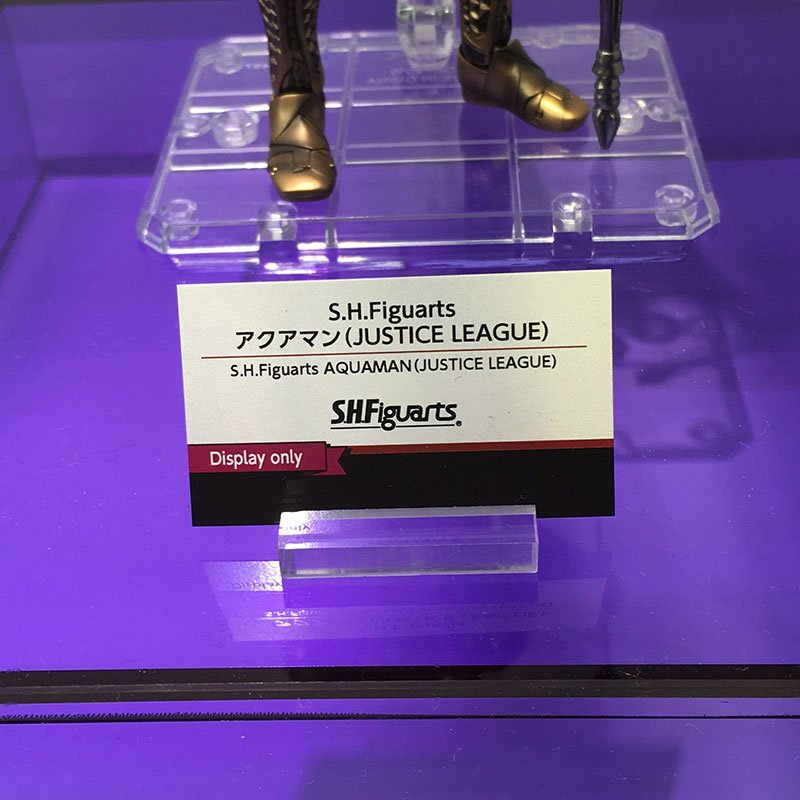 S.H.Figuarts
アクアマン(JUSTICE LEAGUE)
S.H.Figuarts AQUAMAN(JUSTICE LEAGUE)
S.H.Figuarts®
Display only